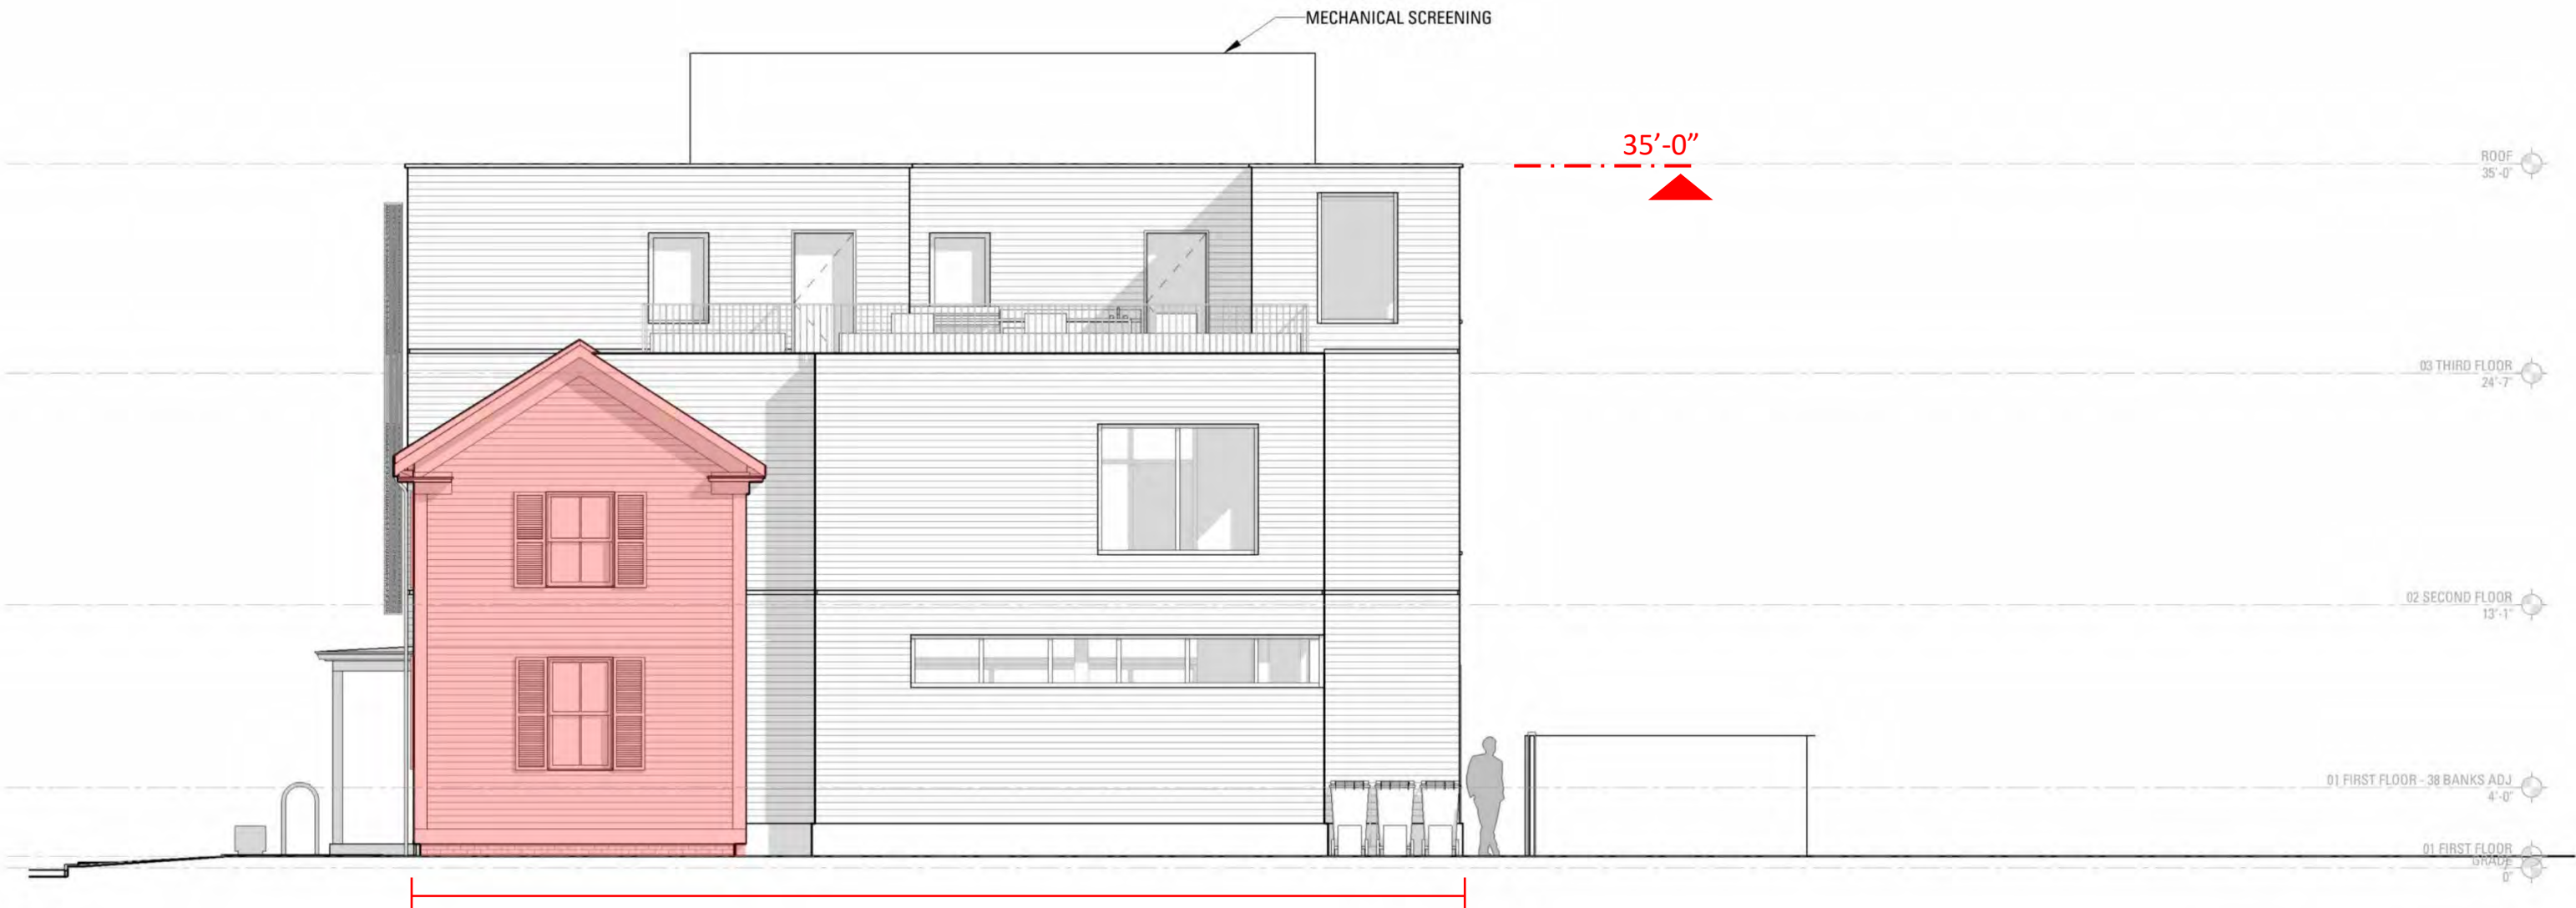 MECHANICAL SCREENING
35’-0”
ROOF
35'-0"
03 THIRD FLOOR
24'-7"
02 SECOND FLOOR
13'-1"
01 FIRST FLOOR - 38 BANKS ADJ
4'-0"
01 FIRST FLOOR
GRADE
0"